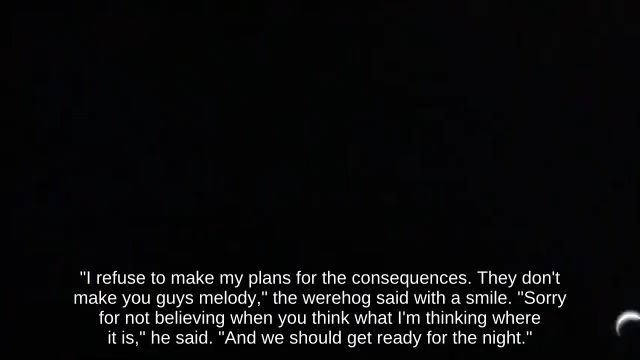 "I refuse to make my plans for the consequences. They don't
make you guys melody," the werehog said with a smile. "Sorry
for not believing when you think what I'm thinking where
it is," he said. "And we should get ready for the night."